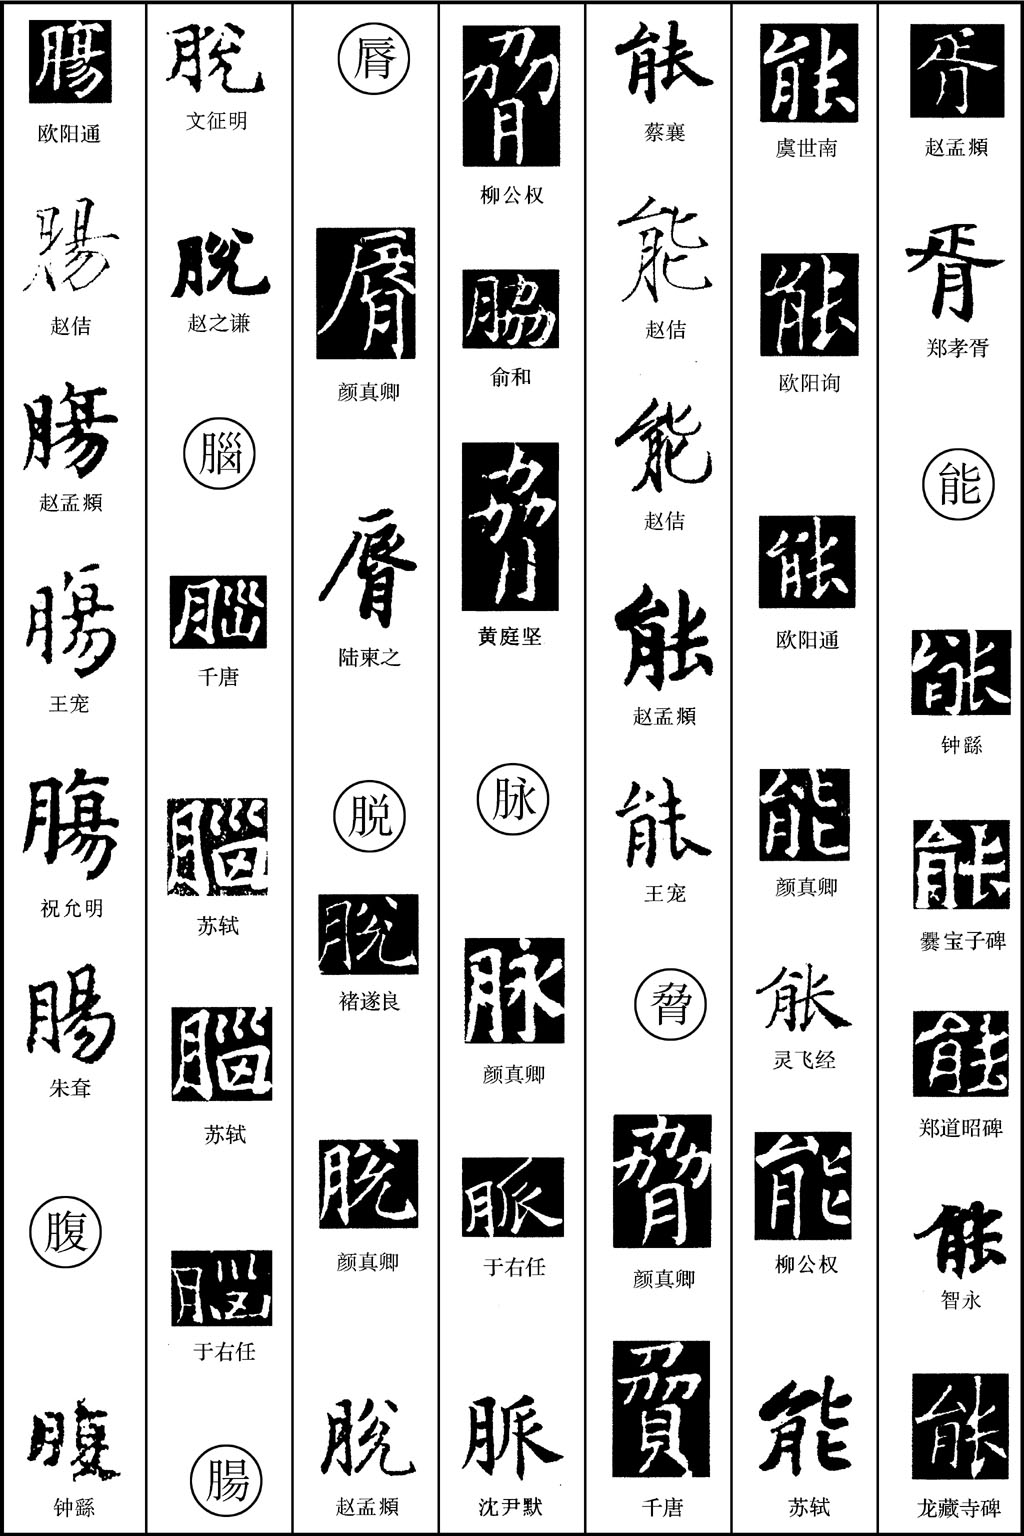 胥
赵孟頫
胥
郑孝胥
能
能
钟繇
能
爨宝子碑
能
郑道昭碑
能
智永
能
龙藏寺碑
能
虞世南
能
欧阳询
能
欧阳通
能
颜真卿
能
灵飞经
能
柳公权
能
苏轼
能
蔡襄
能
赵佶
能
赵佶
能
赵孟頫
能
王宠
脅
脅
颜真卿
脅
千唐
脅
柳公权
脇
俞和
脅
黄庭坚
脉
脉
颜真卿
脈
于右任
脈
沈尹默
脣
脣
颜真卿
脣
陆柬之
脱
脱
褚遂良
脱
颜真卿
脱
赵孟頫
脱
文征明
脱
赵之谦
腦
腦
千唐
腦
苏轼
腦
苏轼
腦
于右任
腸
腸
欧阳通
腸
赵佶
腸
赵孟頫
腸
王宠
腸
祝允明
腸
朱耷
腹
腹
钟繇